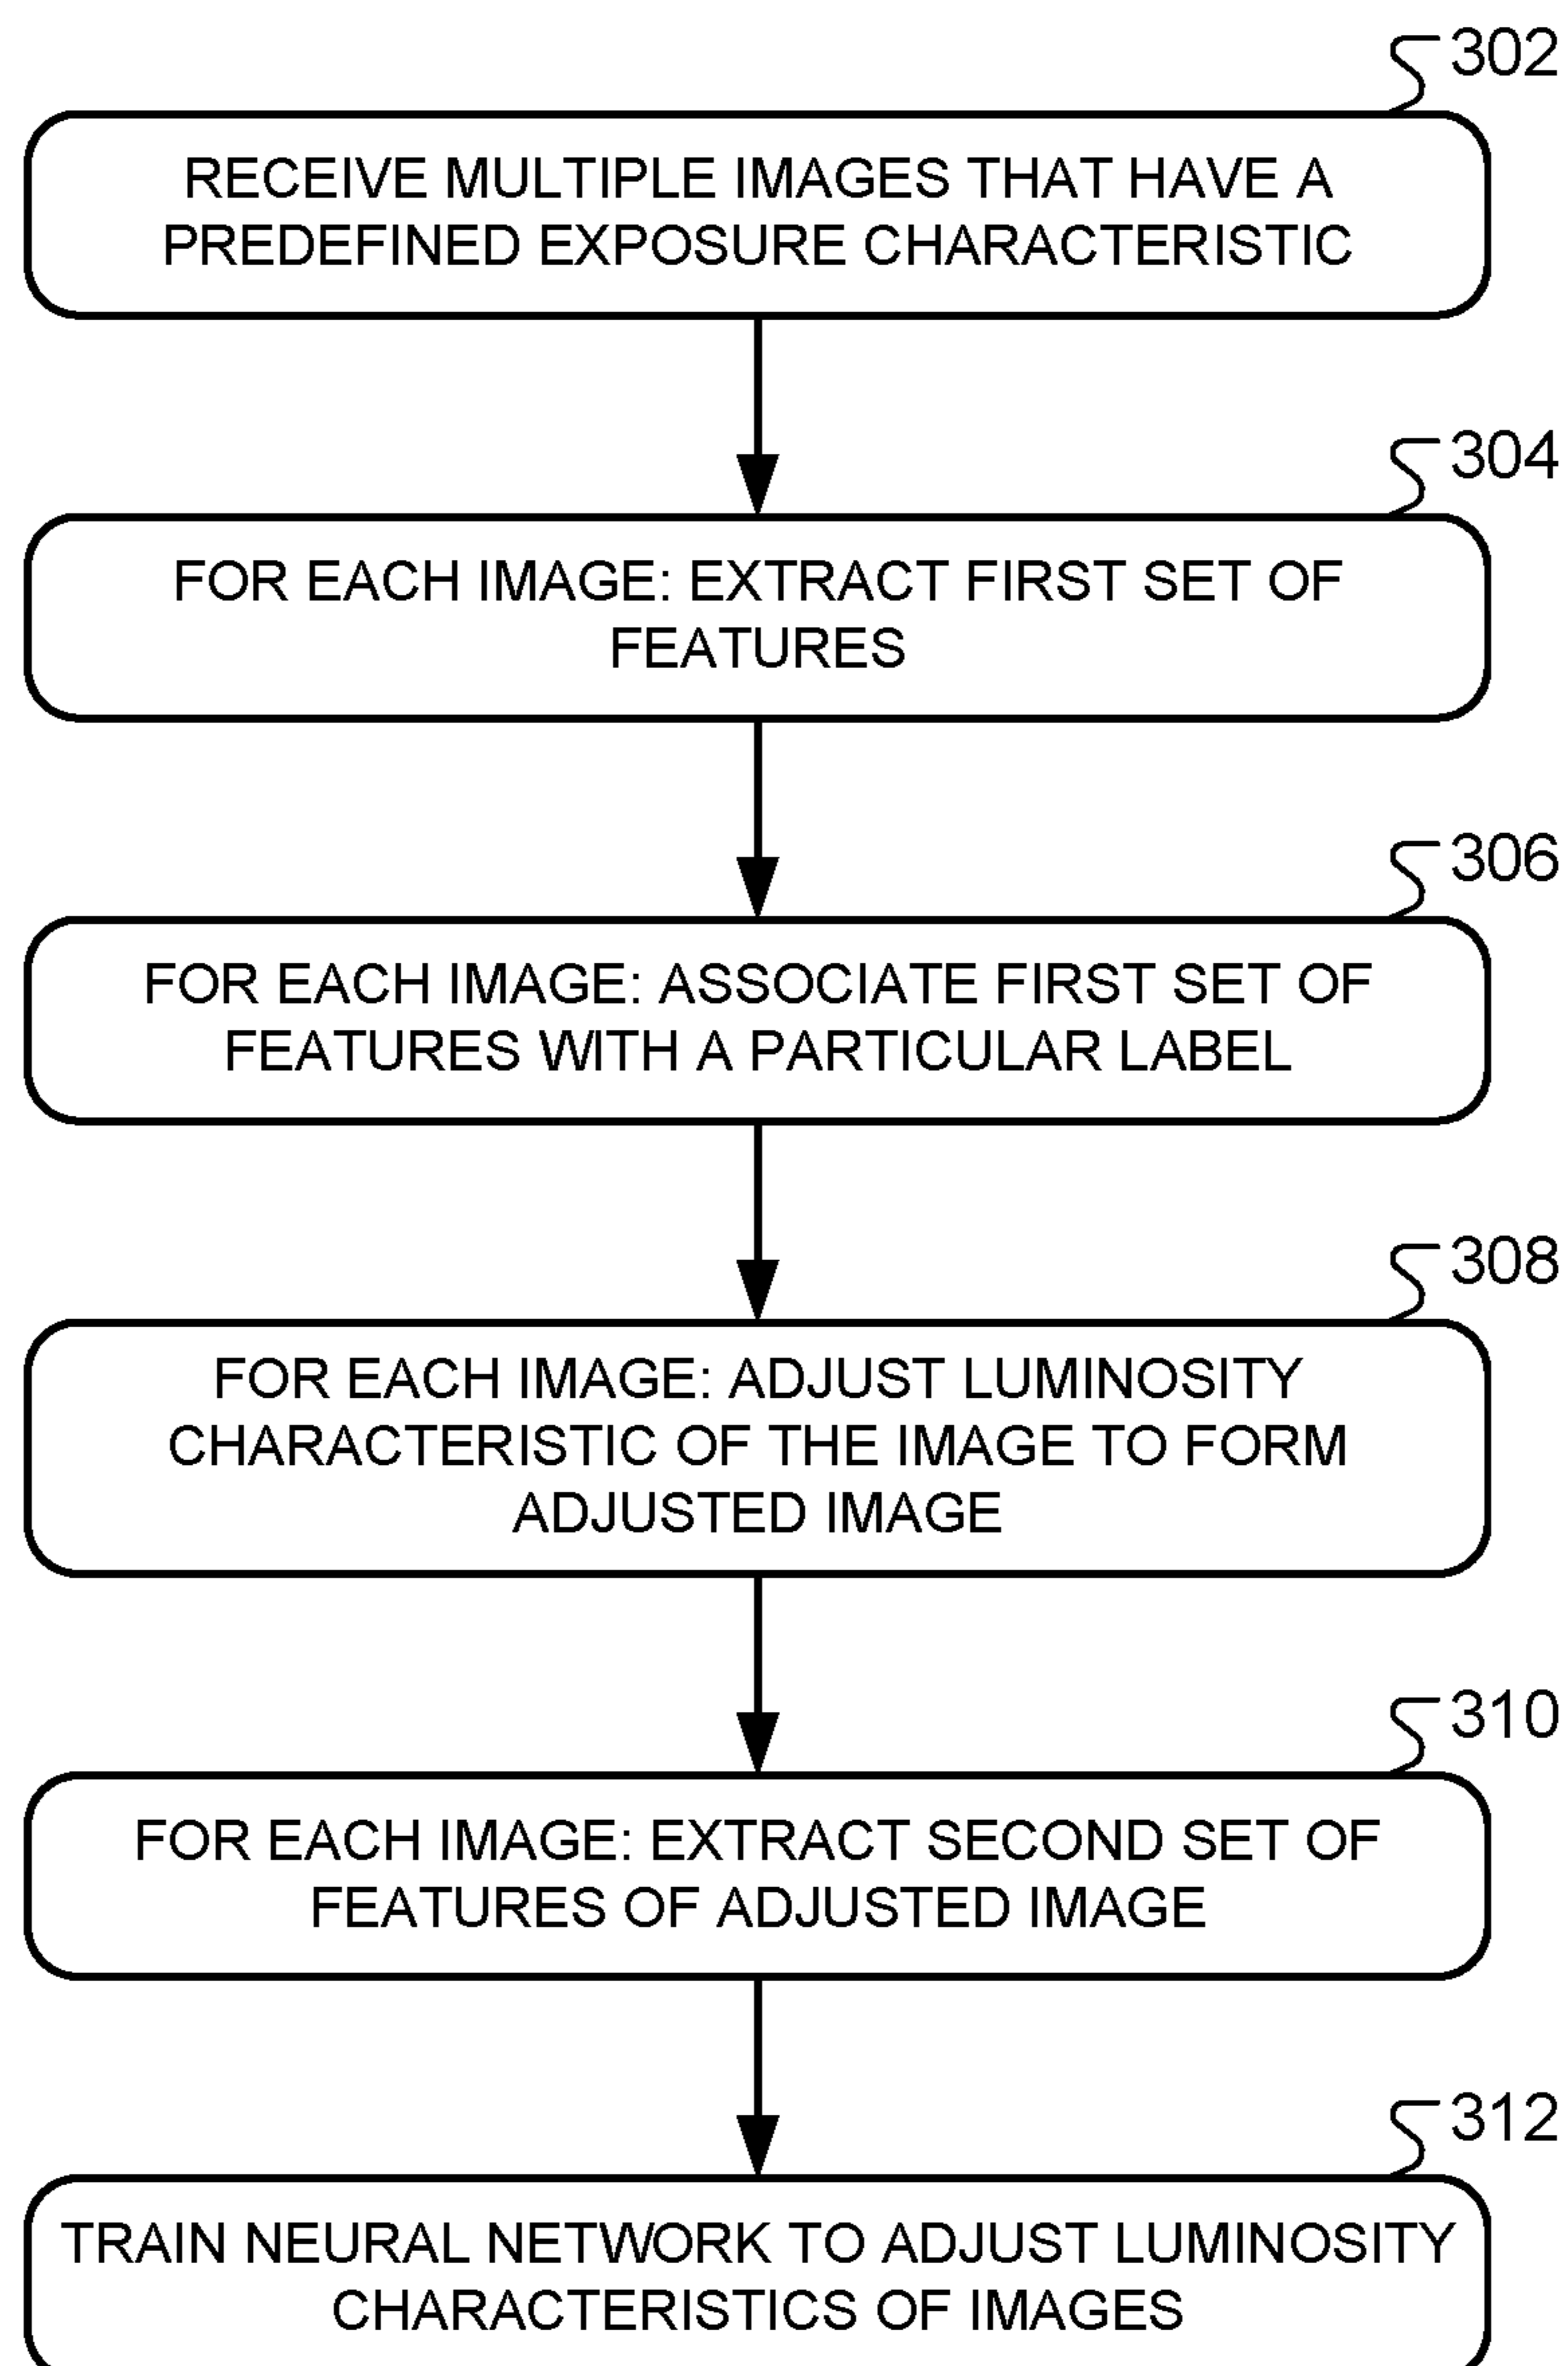 302
RECEIVE MULTIPLE IMAGES THAT HAVE A
PREDEFINED EXPOSURE CHARACTERISTIC
304
FOR EACH IMAGE: EXTRACT FIRST SET OF
FEATURES
306
FOR EACH IMAGE: ASSOCIATE FIRST SET OF
FEATURES WITH A PARTICULAR LABEL
308
FOR EACH IMAGE: ADJUST LUMINOSITY
CHARACTERISTIC OF THE IMAGE TO FORM
ADJUSTED IMAGE
310
FOR EACH IMAGE: EXTRACT SECOND SET OF
FEATURES OF ADJUSTED IMAGE
312
TRAIN NEURAL NETWORK TO ADJUST LUMINOSITY
CHARACTERISTICS OF IMAGES